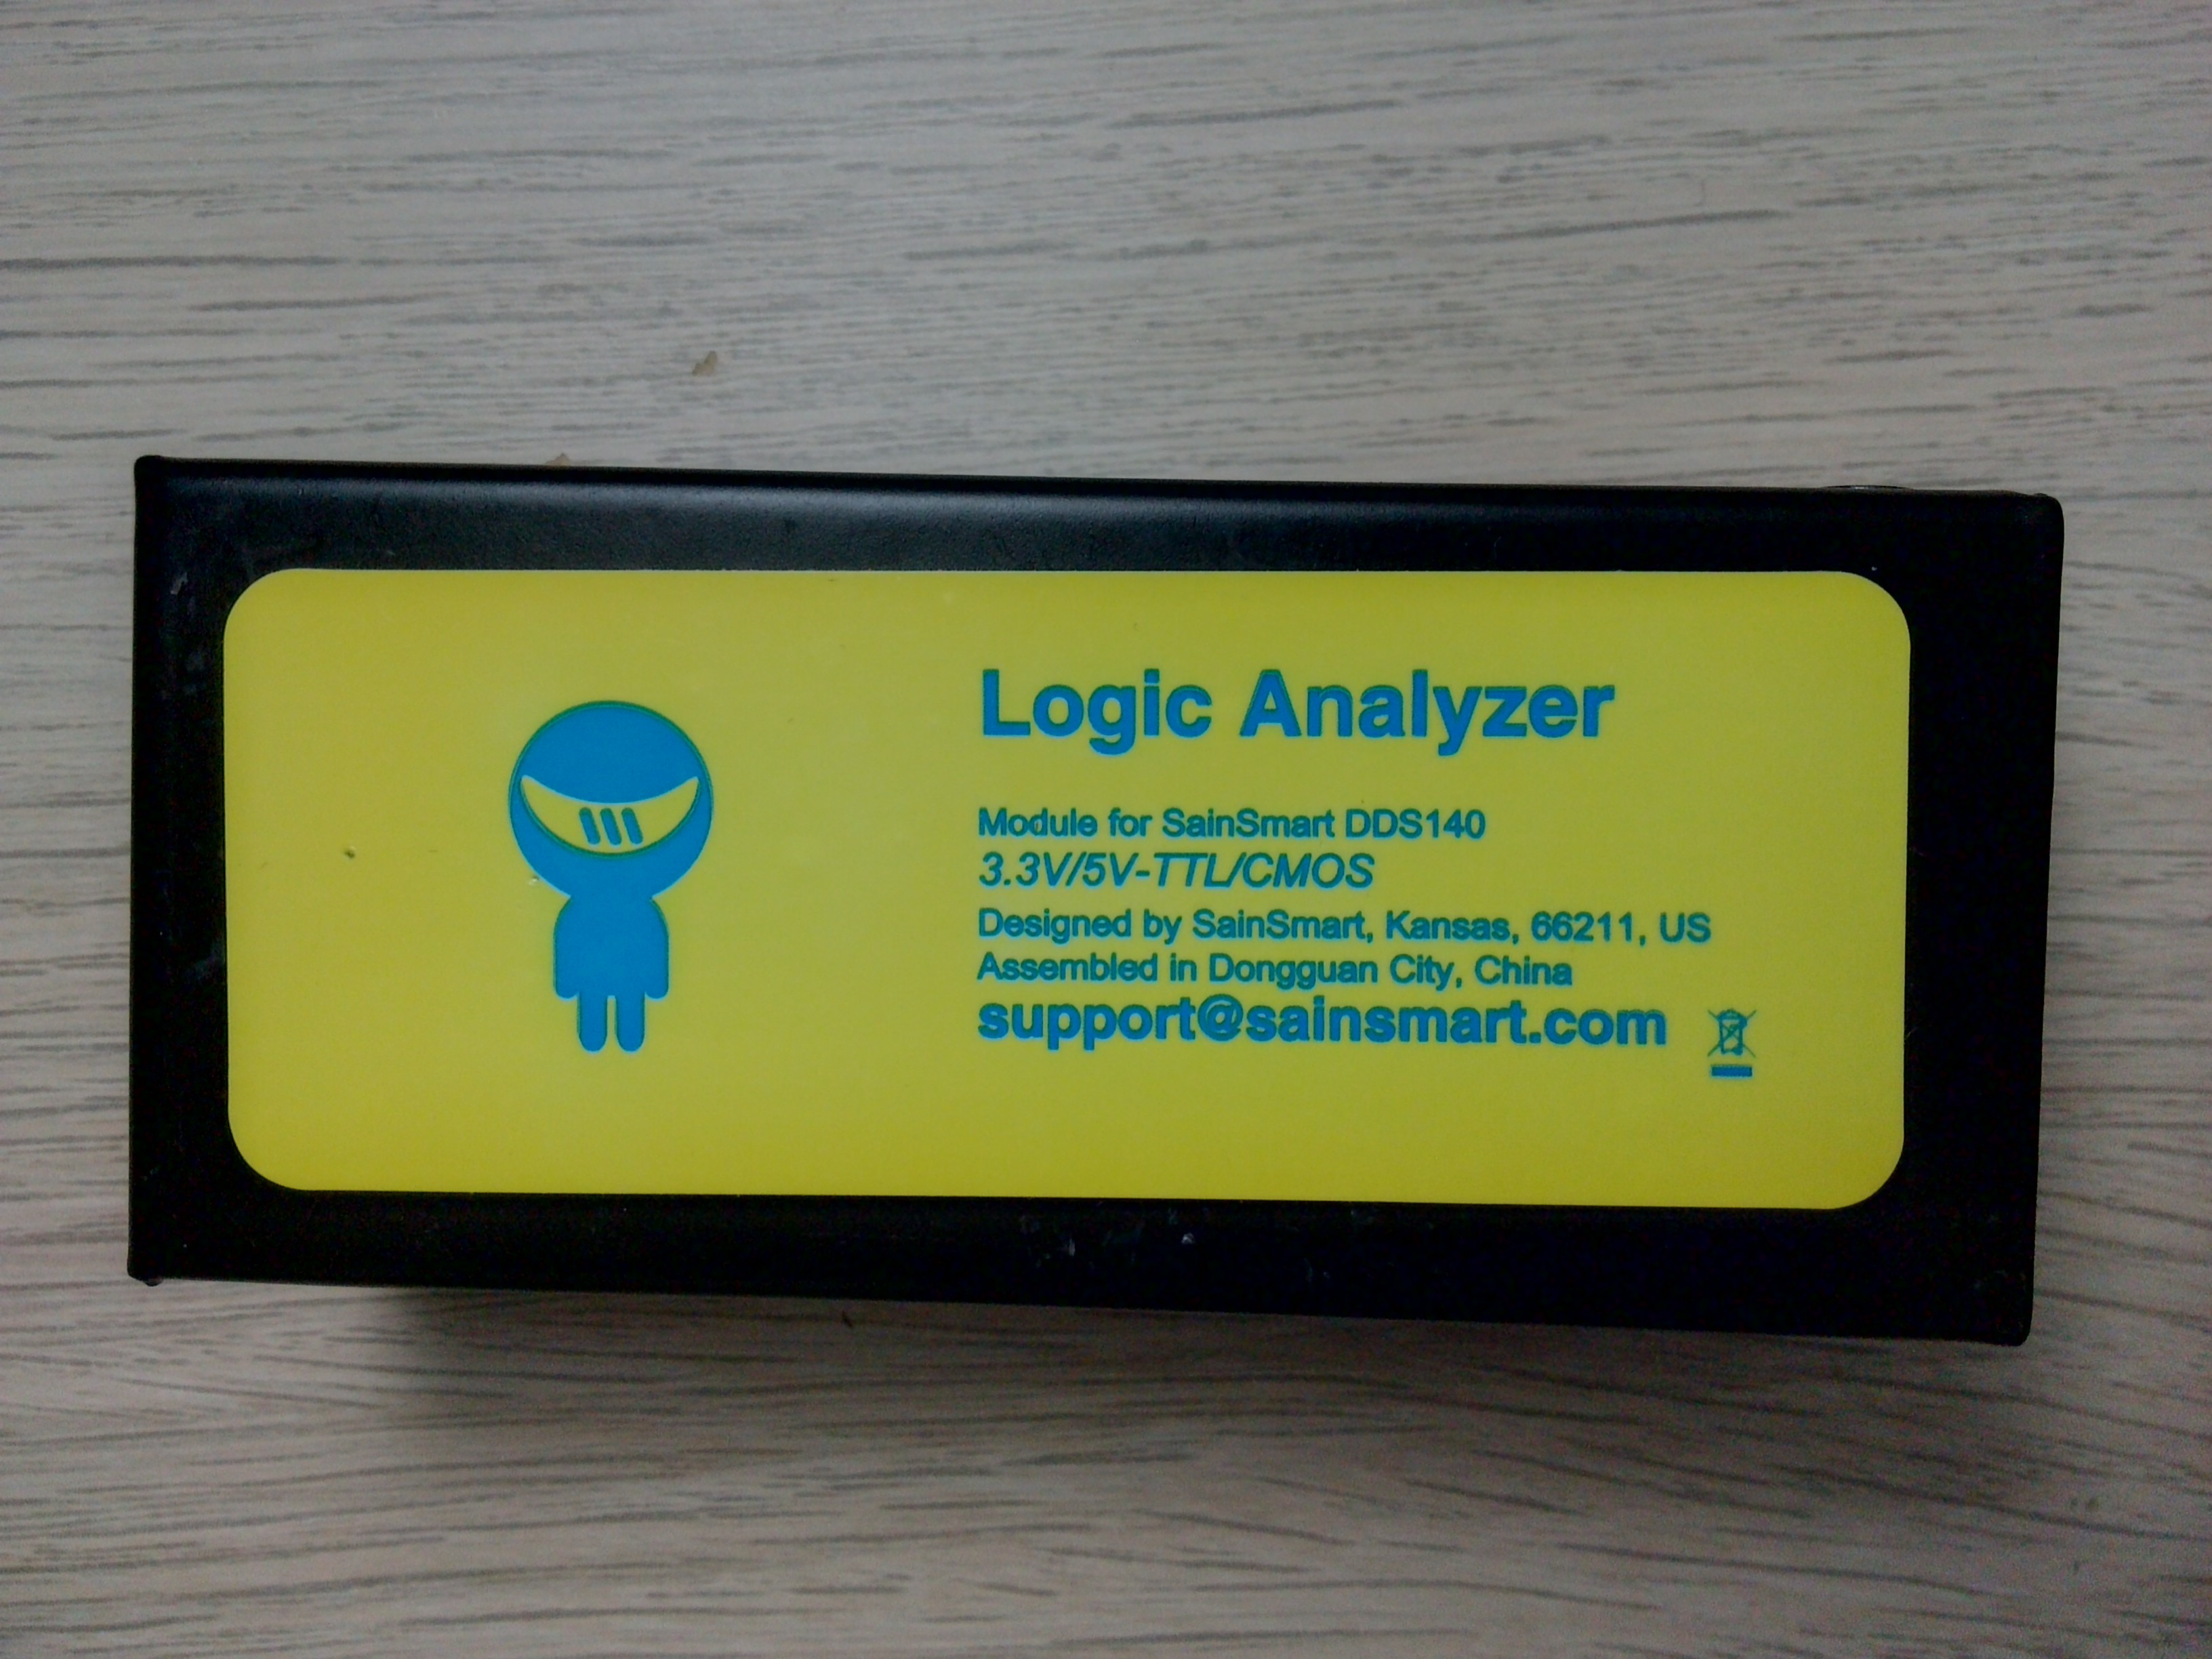 Logic Analyzer
Module for SainSmart DDS140
3.3V/5V-TTL/CMOS
Designed by SainSmart, Kansas, 66211, US
Assembled in Dongguan City, China
support@sainsmart.com